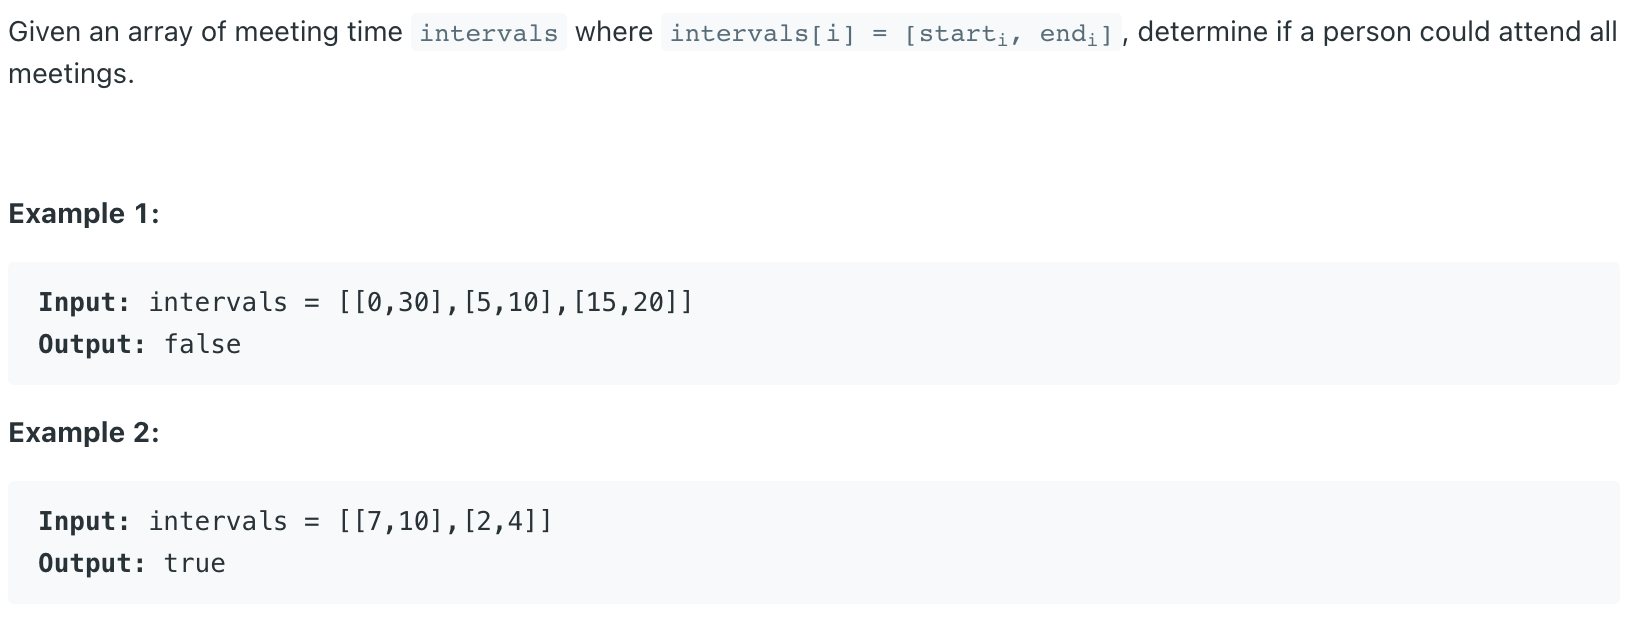 Given an array of meeting time intervals where intervals[i] = [starti, endi], determine if a person could attend all
meetings.
Example 1:
Input: intervals = [[0,30],[5,10],[15,20]]
Output: false
Example 2:
Input: intervals = [[7,10],[2,4]]
Output: true